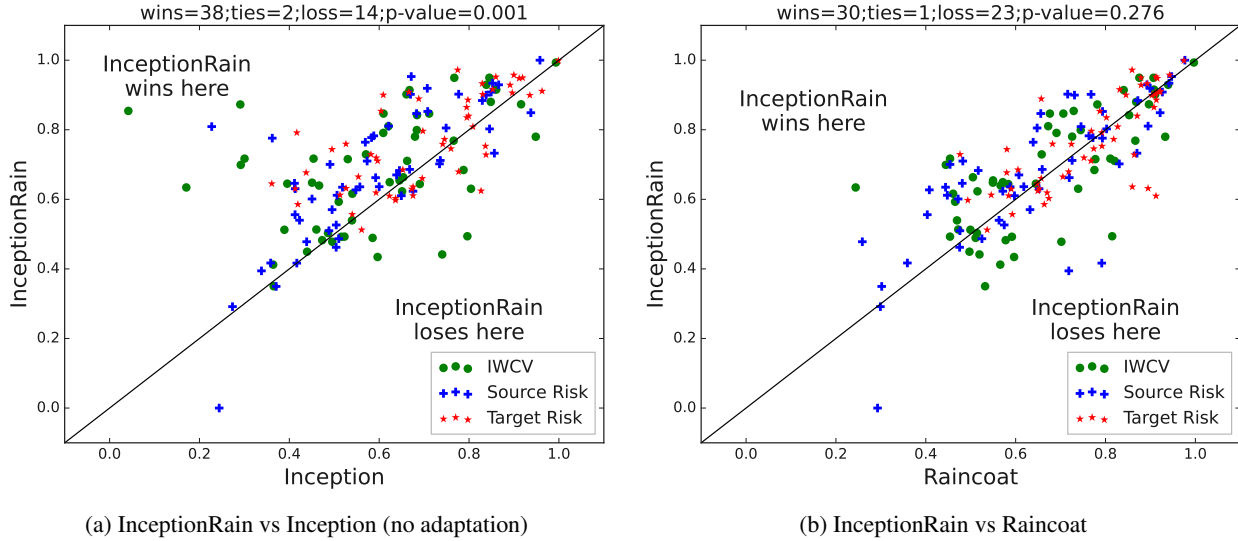 wins=38;ties=2;loss=14;p-value=0.001
1.0
0.8
0.6
0.4
0.2
0.0
InceptionRain
InceptionRain
wins here
InceptionRain
loses here
IWCV
Source Risk
Target Risk
0.0 0.2 0.4 0.6 0.8 1.0
Inception
(a) InceptionRain vs Inception (no adaptation)
wins=30;ties=1;loss=23;p-value=0.276
1.0
0.8
0.6
0.4
0.2
0.0
InceptionRain
InceptionRain
wins here
InceptionRain
loses here
IWCV
Source Risk
Target Risk
0.0 0.2 0.4 0.6 0.8 1.0
Raincoat
(b) InceptionRain vs Raincoat